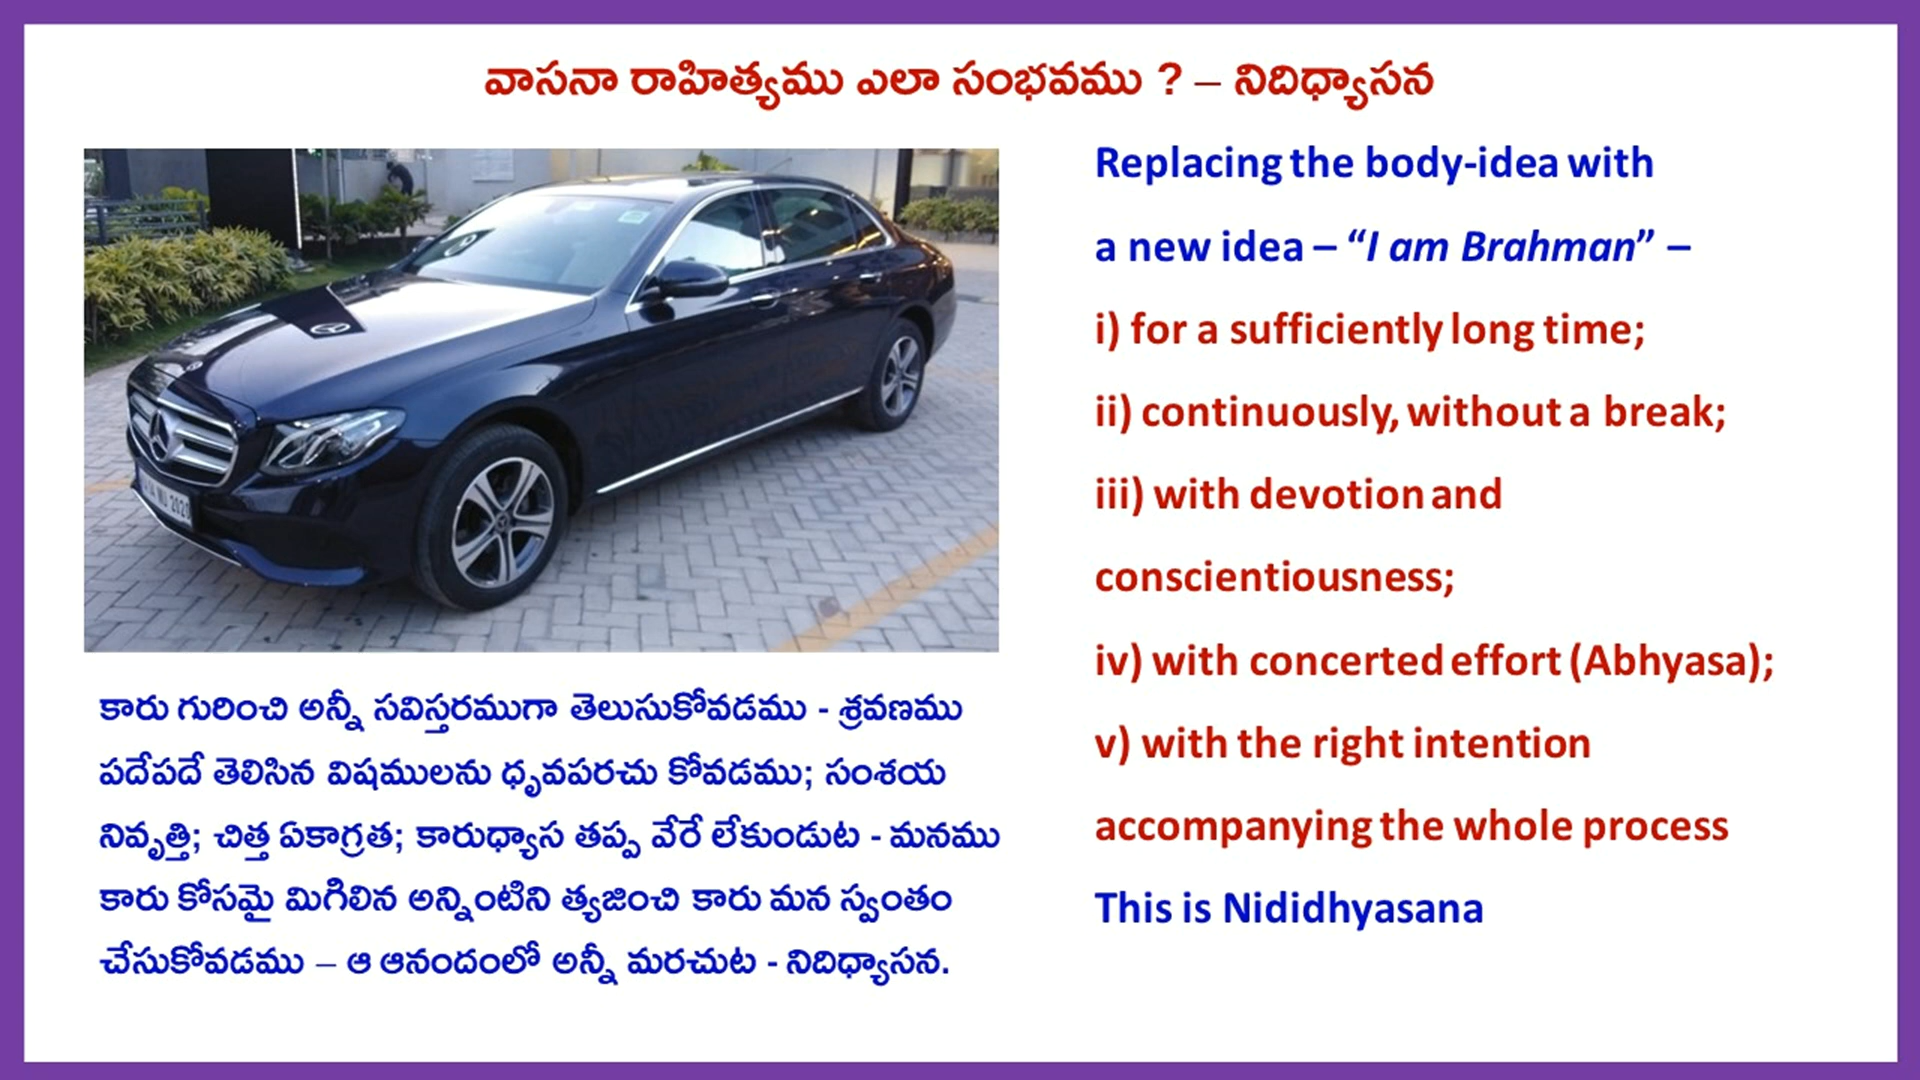 వాసనా రాహిత్యము ఎలా సంభవము ? – నిదిధ్యాసన
కారు గురించి అన్నీ సవిస్తరముగా తెలుసుకోవడము - శ్రవణము
పదేపదే తెలిసిన విషములను ధృవపరచు కోవడము; సంశయ
నివృత్తి; చిత్త ఏకాగ్రత; కారుధ్యాస తప్ప వేరే లేకుండుట - మనము
కారు కోసమై మిగిలిన అన్నింటిని త్యజించి కారు మన స్వంతం
చేసుకోవడము – ఆ ఆనందంలో అన్నీ మరచుట - నిదిధ్యాసన.
Replacing the body-idea with
a new idea – “I am Brahman” –
i) for a sufficiently long time;
ii) continuously, without a break;
iii) with devotion and
conscientiousness;
iv) with concerted effort (Abhyasa);
v) with the right intention
accompanying the whole process
This is Nididhyasana